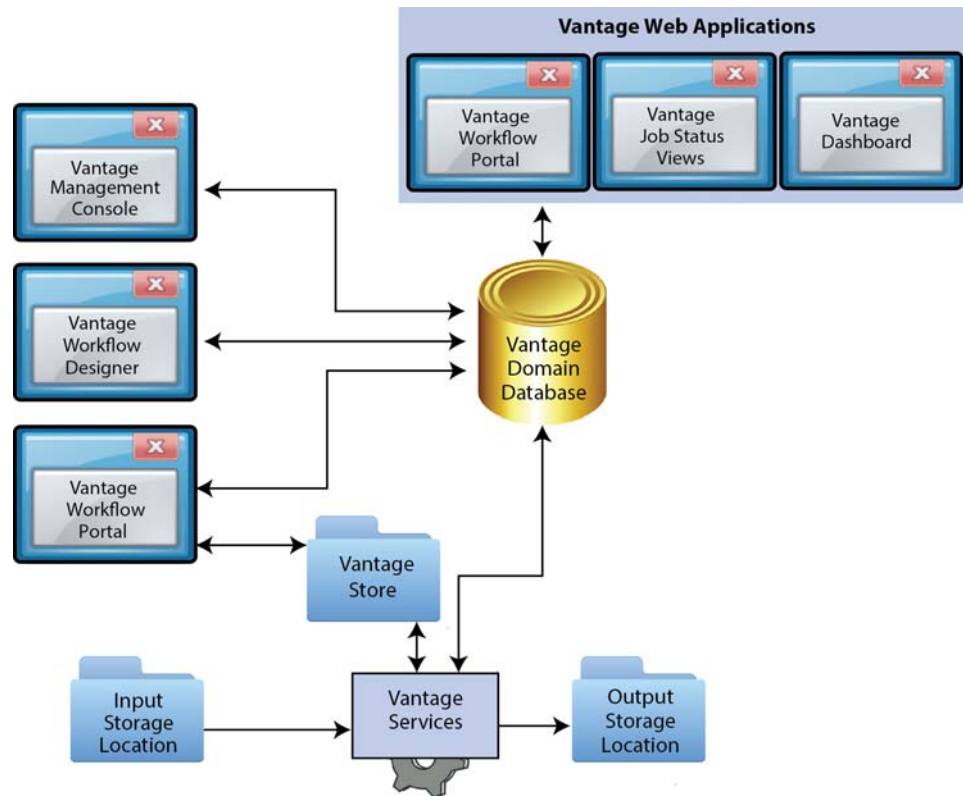 Vantage Web Applications
Vantage
Workflow
Portal
Vantage
Job Status
Views
Vantage
Dashboard
Vantage
Management
Console
Vantage
Workflow
Designer
Vantage
Domain
Database
Vantage
Workflow
Portal
Vantage
Store
Input
Storage
Location
Vantage
Services
Output
Storage
Location